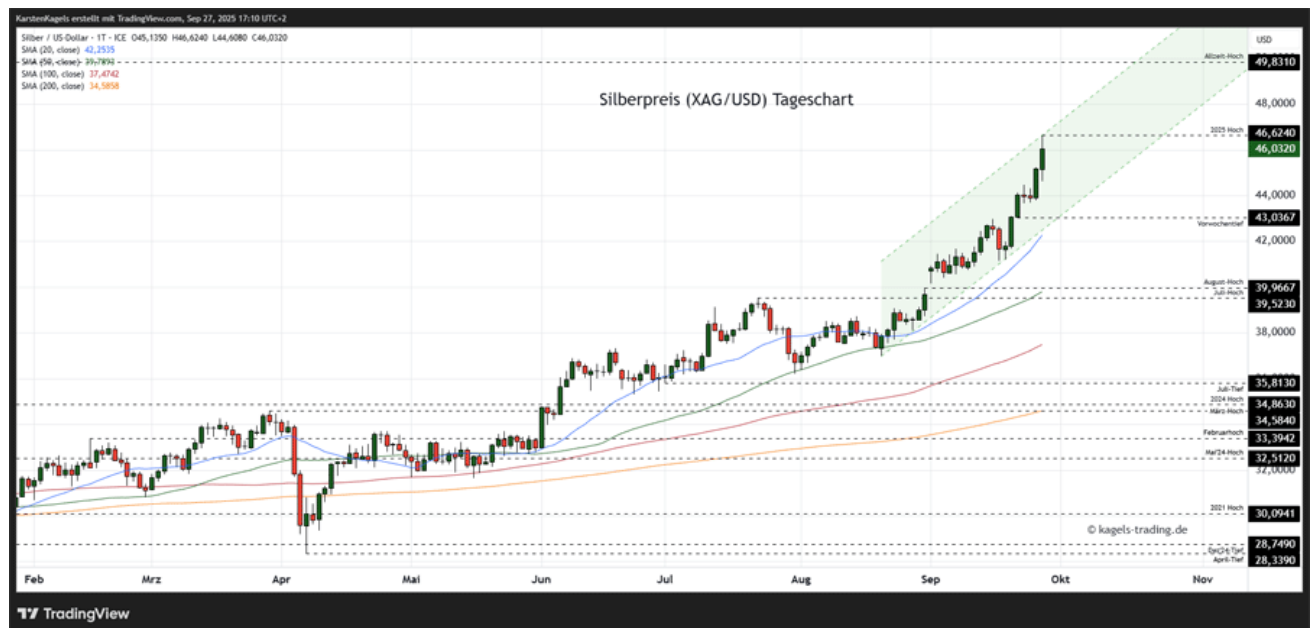 KarstenKagels erstellt mit TradingView.com, Sep 27, 2025 17:10 UTC+2
Silber / US-Dollar · 1T · ICE O45,1350 H46,6240 L44,6080 C46,0320
SMA (20, close) 42,2535
SMA (50, close)
SMA (100, close) 37,4742
SMA (200, close) 34,5858
Silberpreis (XAG/USD) Tageschart
USD
Allzeit-Hoch 49,8310
48,0000
2025 Hoch 46,6240
46,0320
44,0000
43,0367
Vorwochentief
42,0000
August-Hoch 39,9667
Juli-Hoch 39,5230
38,0000
35,8130
Juli-Tief
2024 Hoch 34,8630
März-Hoch 34,5840
Februarhoch 33,3942
Mai'24-Hoch 32,5120
32,0000
2021 Hoch 30,0941
© kagels-trading.de
28,7490
Dez'24-Tief
April-Tief 28,3390
Feb Mrz Apr Mai Jun Jul Aug Sep Okt Nov
TradingView